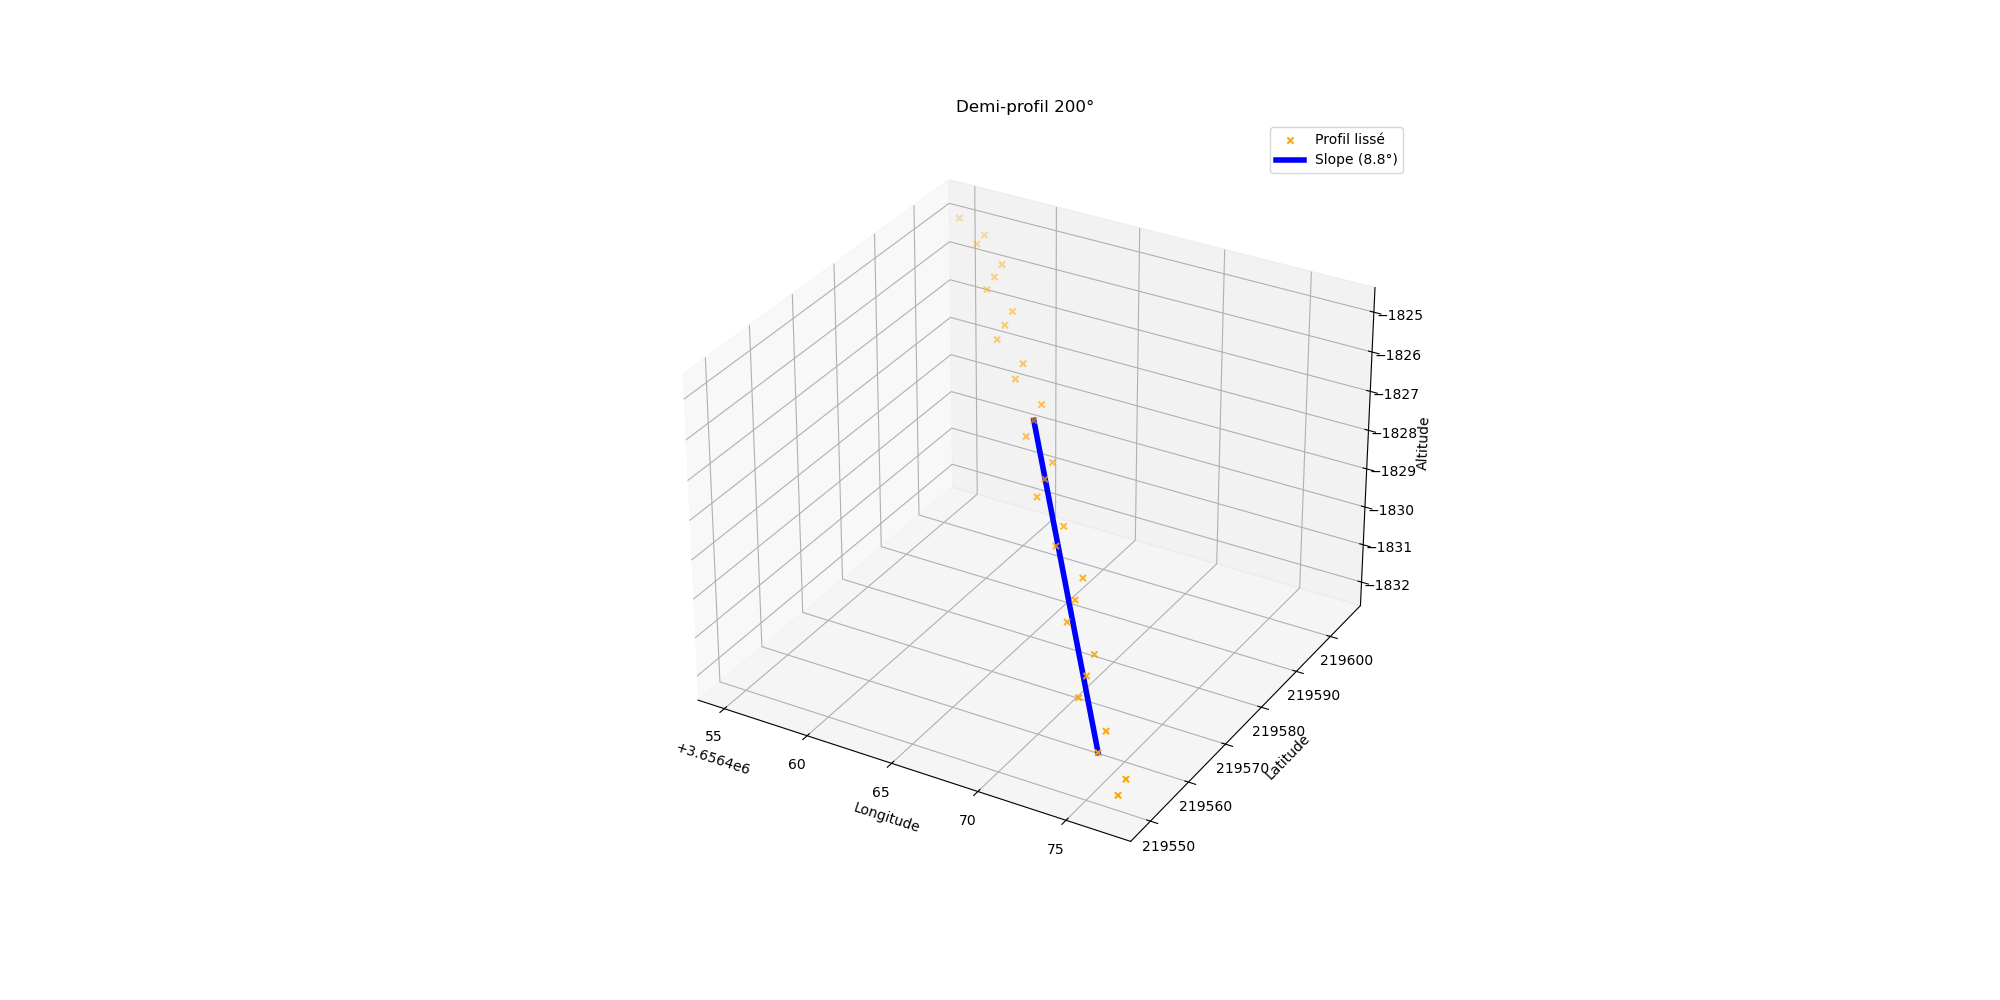 Demi-profil 200°
Profil lissé
Slope (8.8°)
−1825
−1826
−1827
−1828
−1829
−1830
−1831
−1832
Altitude
219600
219590
219580
219570
219560
219550
Latitude
55
60
65
70
75
+3.6564e6
Longitude